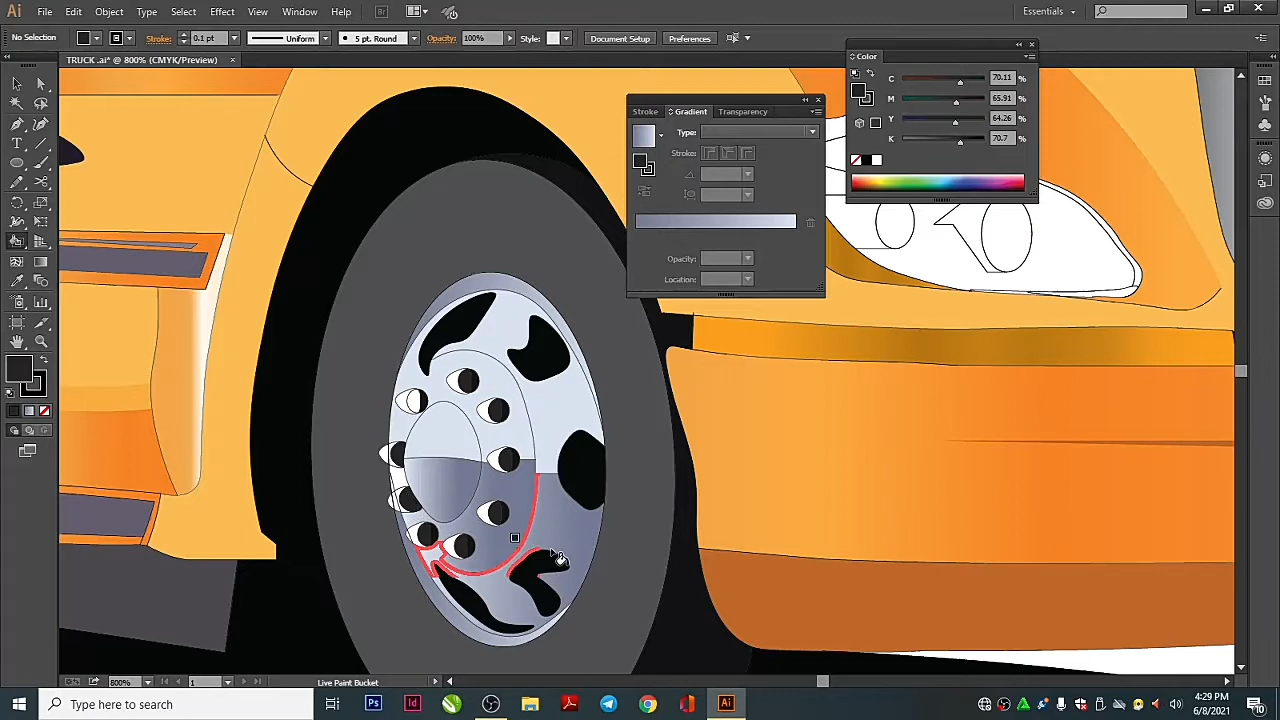 Ai File Edit Object Type Select Effect View Window Help Br Essentials
No Selection Stroke: 0.1 pt Uniform 5 pt. Round Opacity: 100% Style: Document Setup Preferences
TRUCK .ai* @ 800% (CMYK/Preview)
Color
C 70.11 %
M 65.91 %
Y 64.26 %
K 70.7 %
Stroke Gradient Transparency
Type:
Stroke:
Opacity:
Location:
800% 1 Live Paint Bucket
Type here to search
Ps Id Ai
4:29 PM
6/8/2021
10